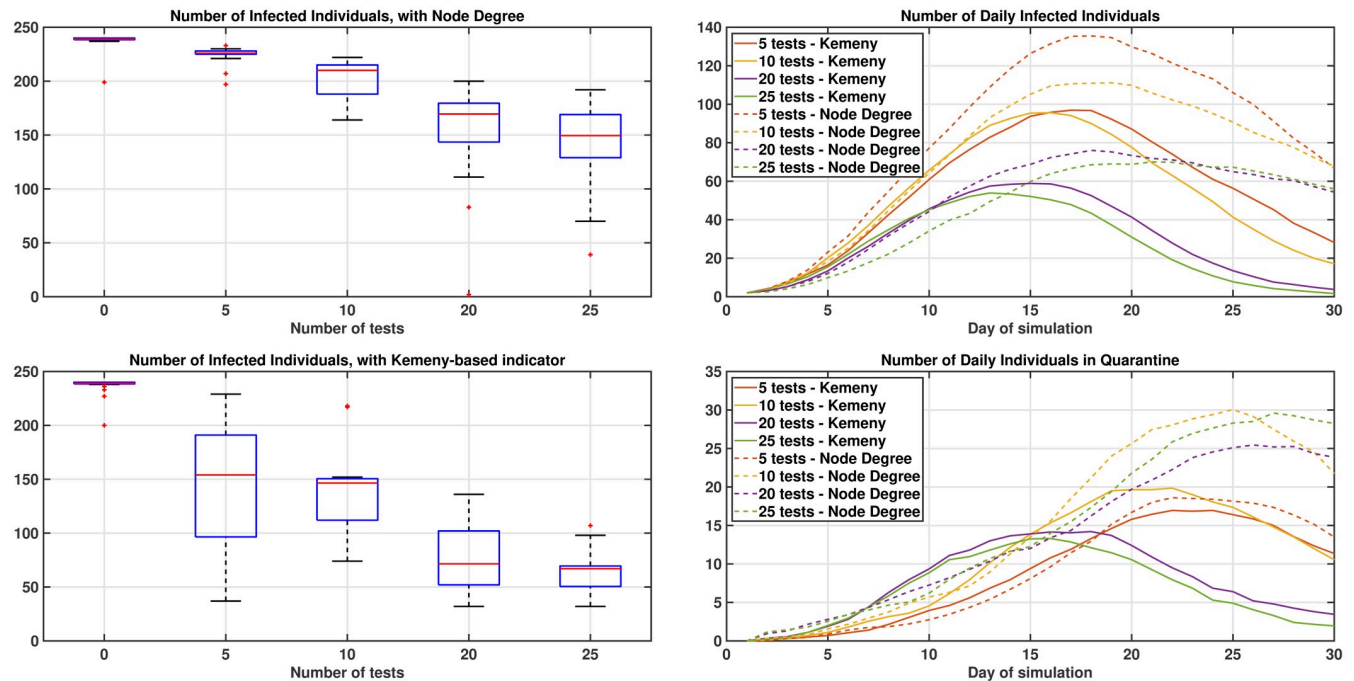 Number of Infected Individuals, with Node Degree
250
200
150
100
50
0
0 5 10 20 25
Number of tests
Number of Daily Infected Individuals
140
120
100
80
60
40
20
0
5 tests - Kemeny
10 tests - Kemeny
20 tests - Kemeny
25 tests - Kemeny
5 tests - Node Degree
10 tests - Node Degree
20 tests - Node Degree
25 tests - Node Degree
0 5 10 15 20 25 30
Day of simulation
Number of Infected Individuals, with Kemeny-based indicator
250
200
150
100
50
0
0 5 10 20 25
Number of tests
Number of Daily Individuals in Quarantine
35
30
25
20
15
10
5
0
5 tests - Kemeny
10 tests - Kemeny
20 tests - Kemeny
25 tests - Kemeny
5 tests - Node Degree
10 tests - Node Degree
20 tests - Node Degree
25 tests - Node Degree
0 5 10 15 20 25 30
Day of simulation